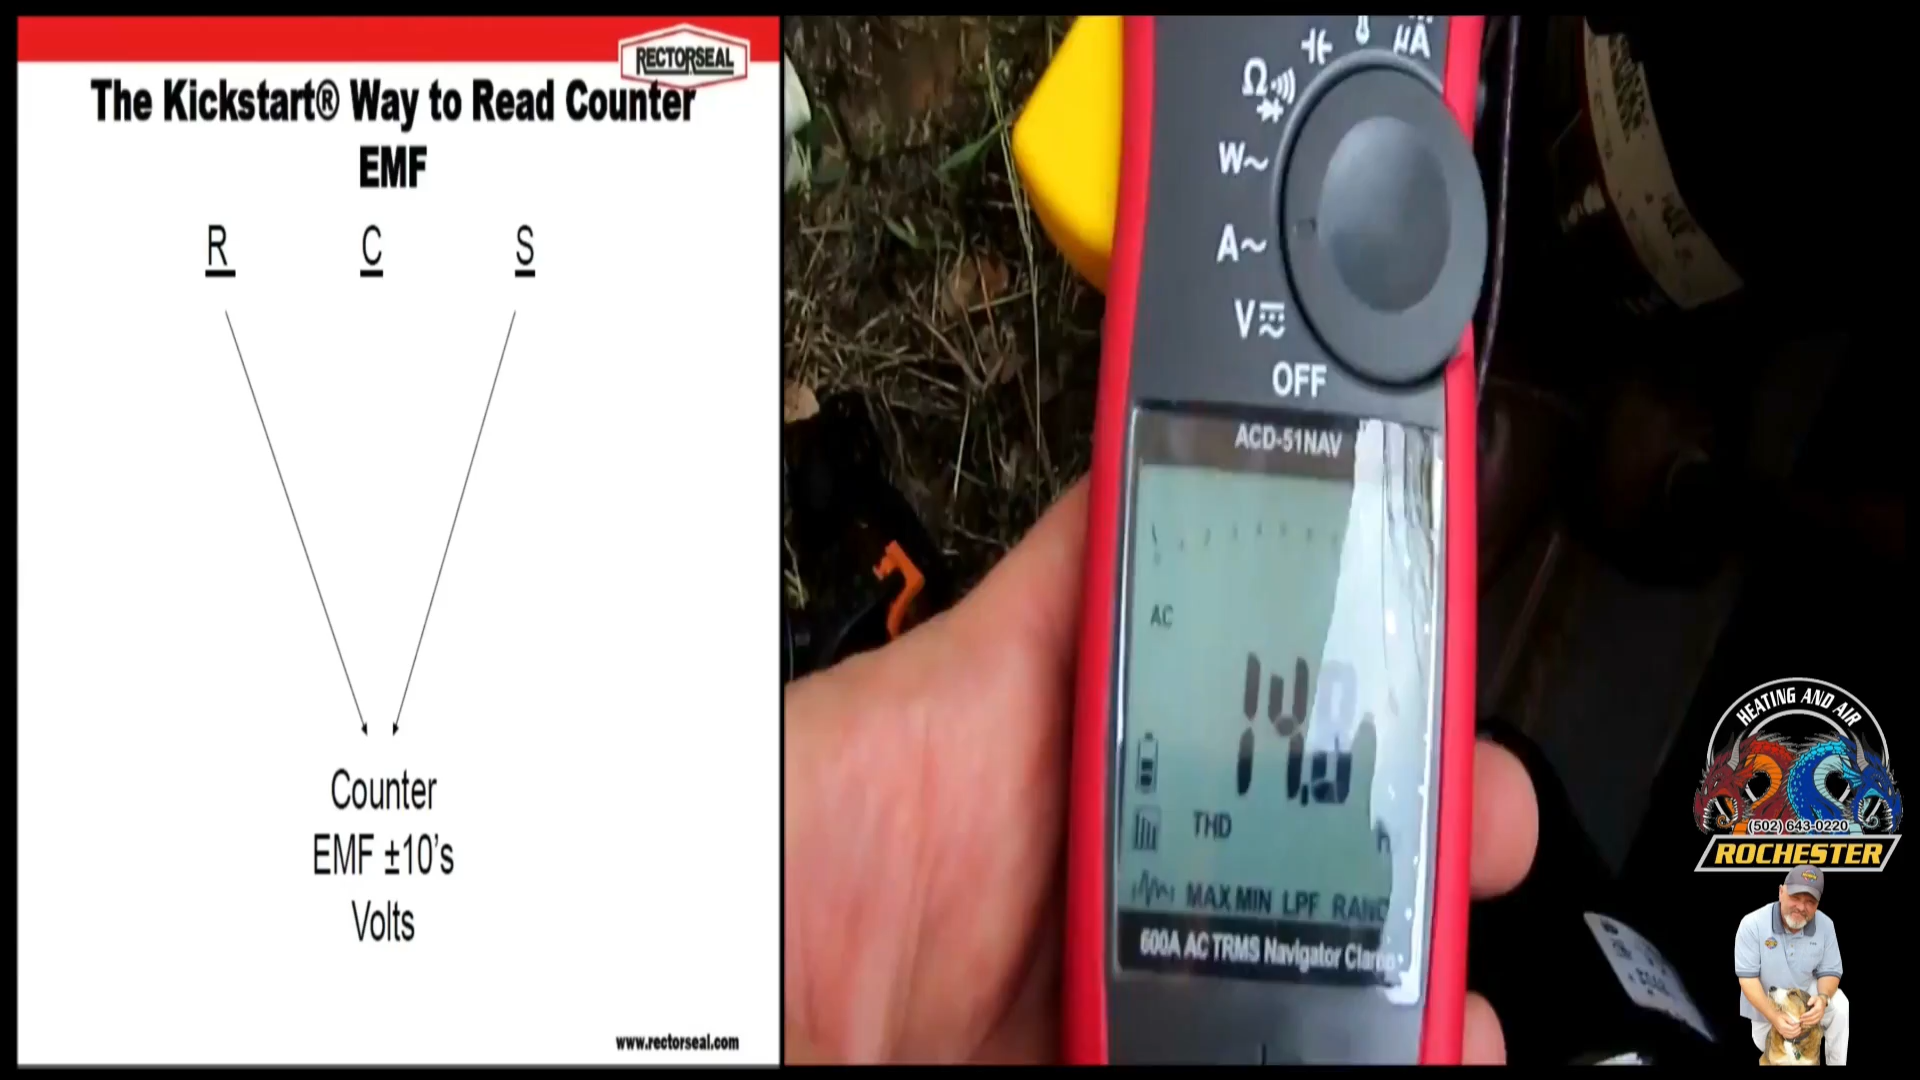 RECTORSEAL
The Kickstart® Way to Read Counter
EMF
R C S
Counter
EMF ±10's
Volts
www.rectorseal.com
µA
Ω
W~
A~
V
OFF
ACD-51NAV
AC
THD
MAX MIN LPF
600A AC TRMS Navigator
HEATING AND AIR
(502) 643-0220
ROCHESTER